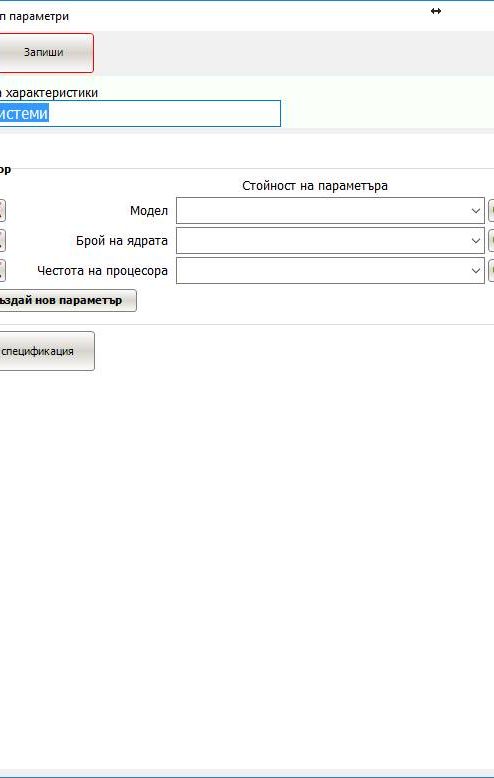 п параметри
Запиши
а характеристики
истеми
ор
Стойност на параметъра
Модел
Брой на ядрата
Честота на процесора
ъздай нов параметър
спецификация